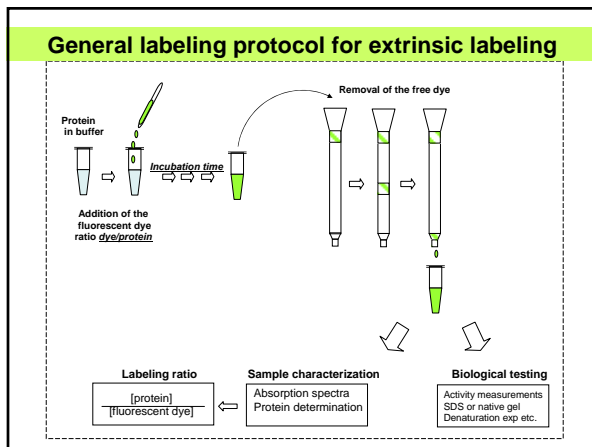 General labeling protocol for extrinsic labeling
Removal of the free dye
Protein
in buffer
Incubation time
Addition of the
fluorescent dye
ratio dye/protein
Labeling ratio
[protein]
[fluorescent dye]
Sample characterization
Absorption spectra
Protein determination
Biological testing
Activity measurements
SDS or native gel
Denaturation exp etc.